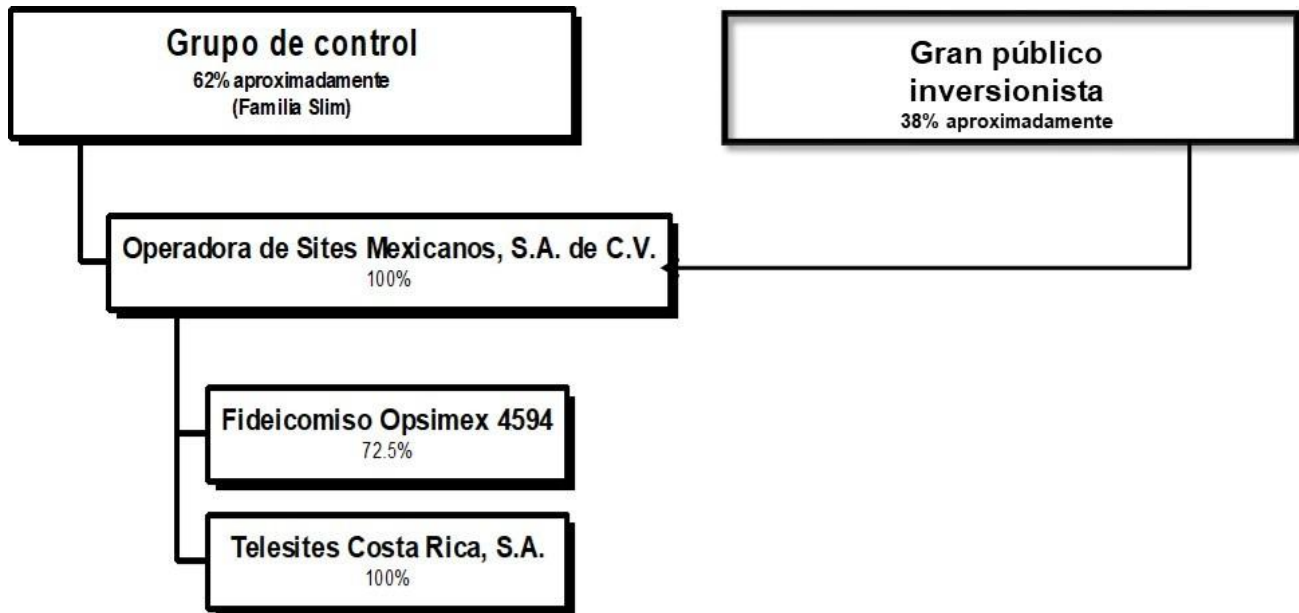 Grupo de control
62% aproximadamente
(Familia Slim)
Gran público
inversionista
38% aproximadamente
Operadora de Sites Mexicanos, S.A. de C.V.
100%
Fideicomiso Opsimex 4594
72.5%
Telesites Costa Rica, S.A.
100%